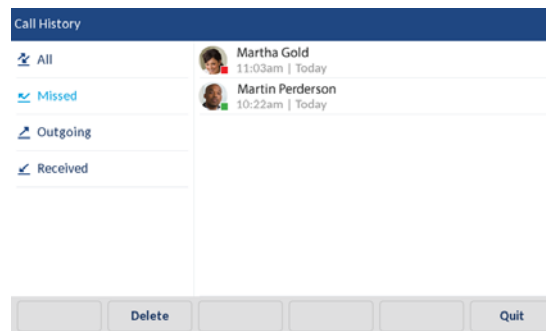 Call History
All
Missed
Outgoing
Received
Martha Gold
11:03am | Today
Martin Perderson
10:22am | Today
Delete
Quit